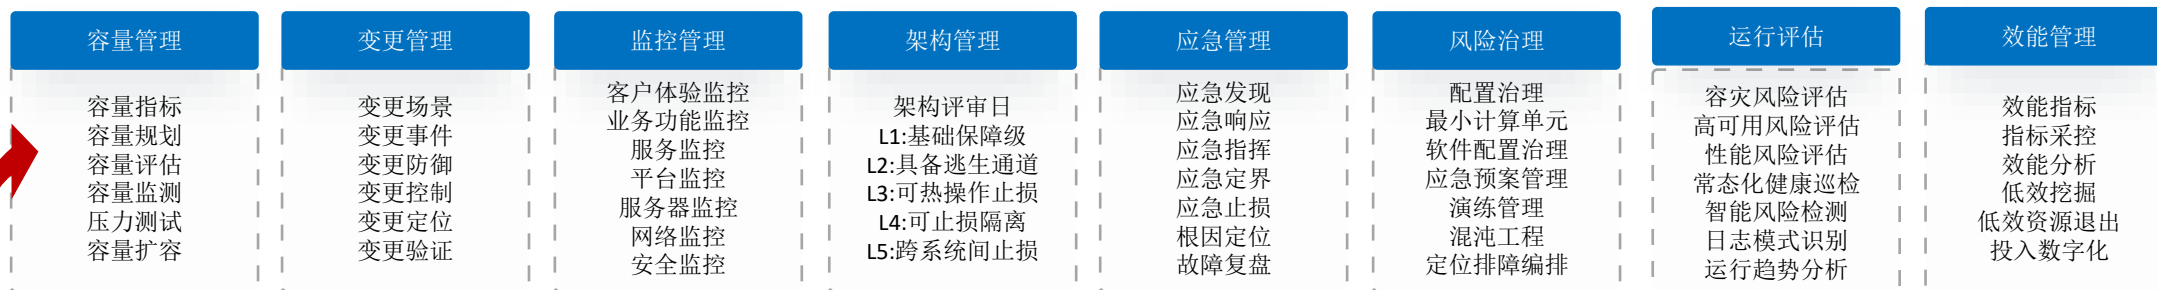 容量管理
容量指标
容量规划
容量评估
容量监测
压力测试
容量扩容
变更管理
变更场景
变更事件
变更防御
变更控制
变更定位
变更验证
监控管理
客户体验监控
业务功能监控
服务监控
平台监控
服务器监控
网络监控
安全监控
架构管理
架构评审日
L1:基础保障级
L2:具备逃生通道
L3:可热操作止损
L4:可止损隔离
L5:跨系统间止损
应急管理
应急发现
应急响应
应急指挥
应急定界
应急止损
根因定位
故障复盘
风险治理
配置治理
最小计算单元
软件配置治理
应急预案管理
演练管理
混沌工程
定位排障编排
运行评估
容灾风险评估
高可用风险评估
性能风险评估
常态化健康巡检
智能风险检测
日志模式识别
运行趋势分析
效能管理
效能指标
指标采控
效能分析
低效挖掘
低效资源退出
投入数字化